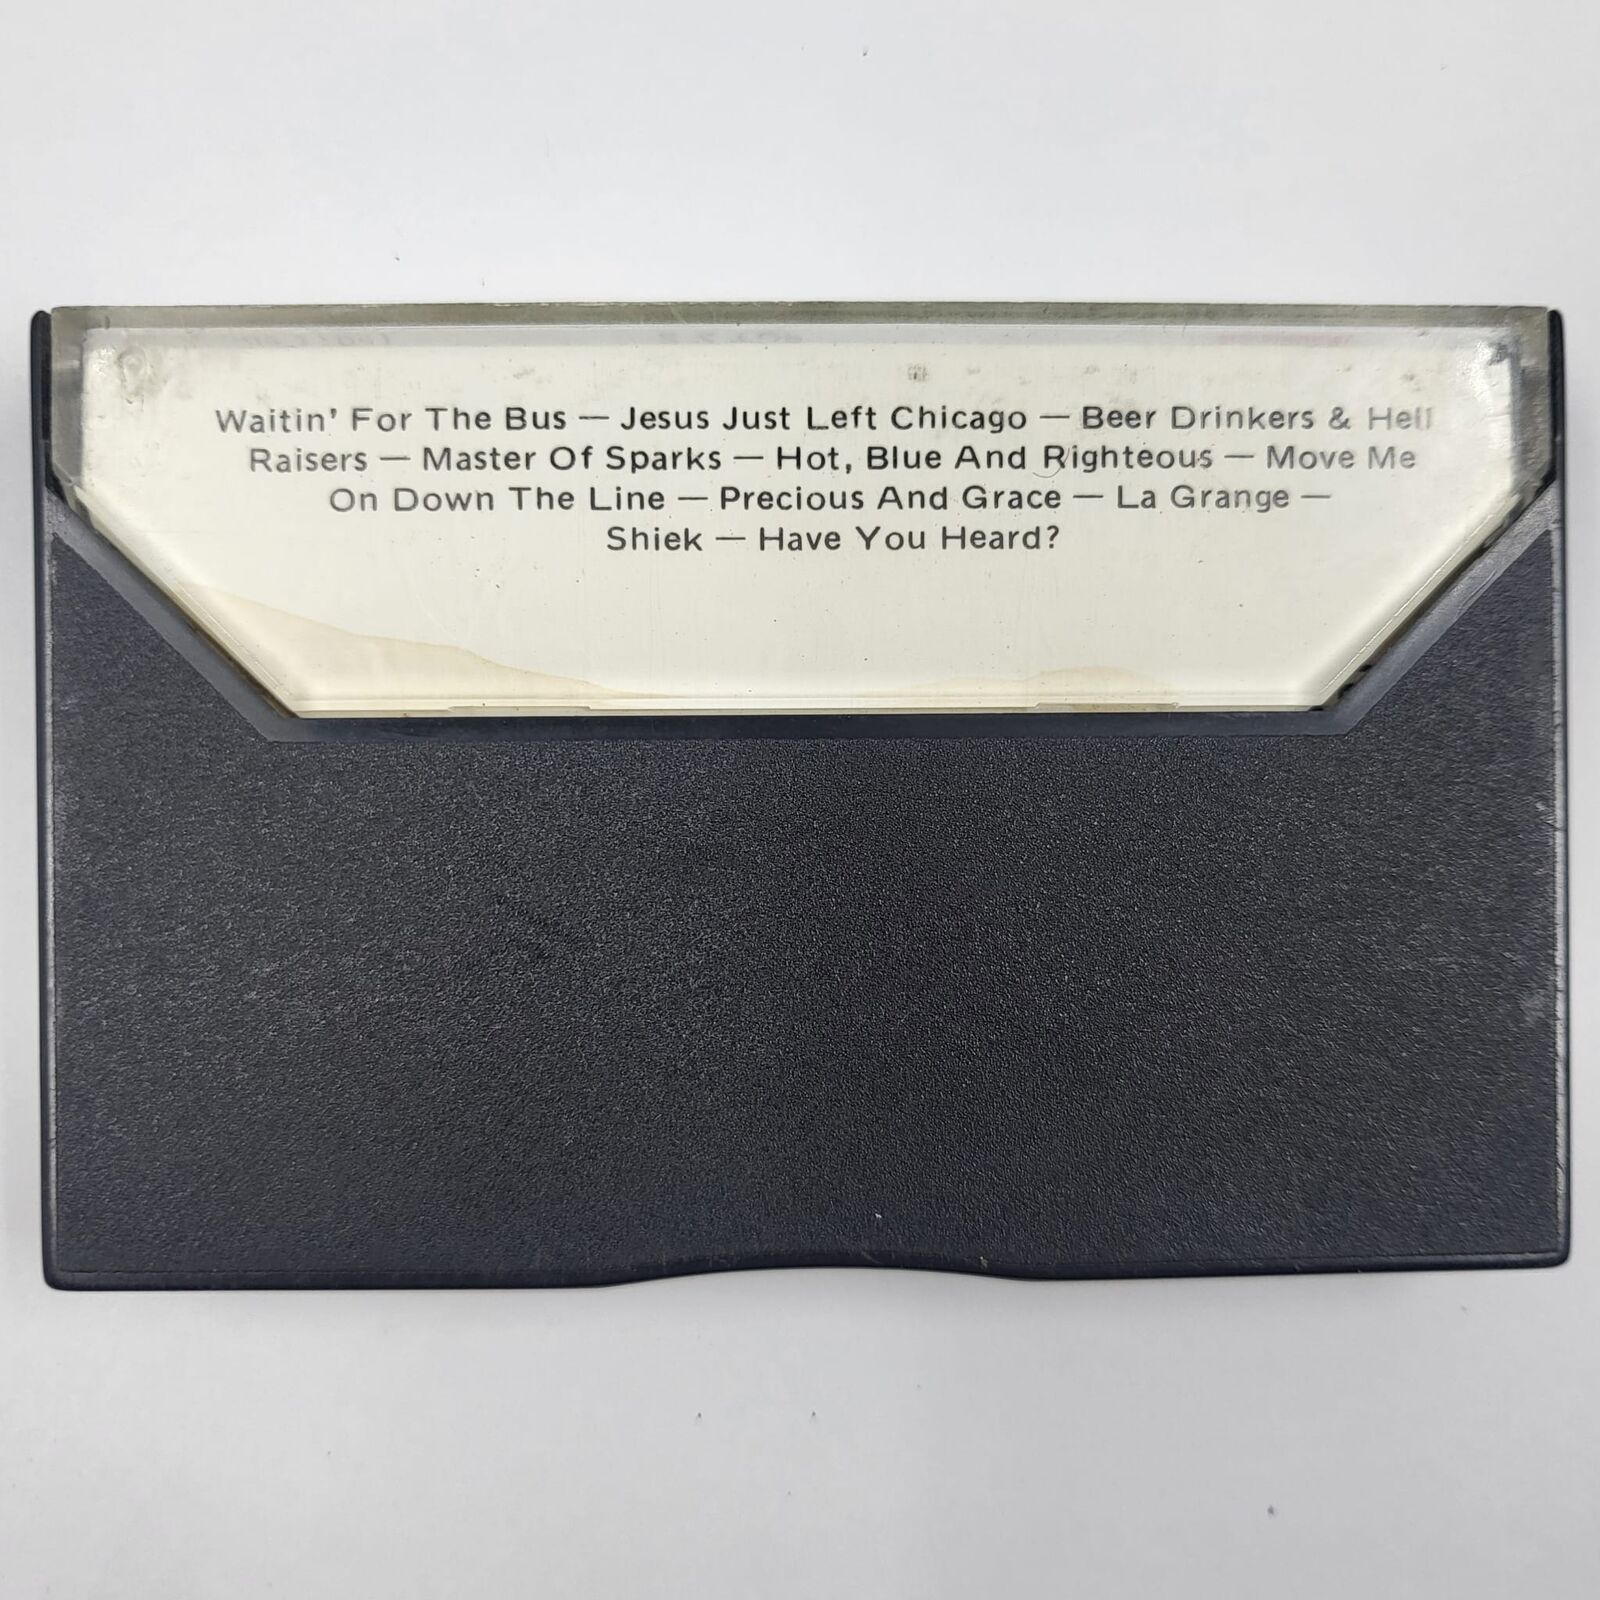 Waitin' For The Bus — Jesus Just Left Chicago — Beer Drinkers & Hell
Raisers — Master Of Sparks — Hot, Blue And Righteous — Move Me
On Down The Line — Precious And Grace — La Grange —
Shiek — Have You Heard?